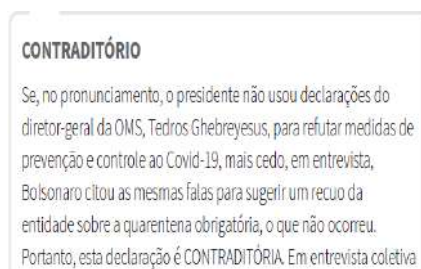 CONTRADITÓRIO
Se, no pronunciamento, o presidente não usou declarações do
diretor-geral da OMS, Tedros Ghebreyesus, para refutar medidas de
prevenção e controle ao Covid-19, mais cedo, em entrevista,
Bolsonaro citou as mesmas falas para sugerir um recuo da
entidade sobre a quarentena obrigatória, o que não ocorreu.
Portanto, esta declaração é CONTRADITÓRIA. Em entrevista coletiva